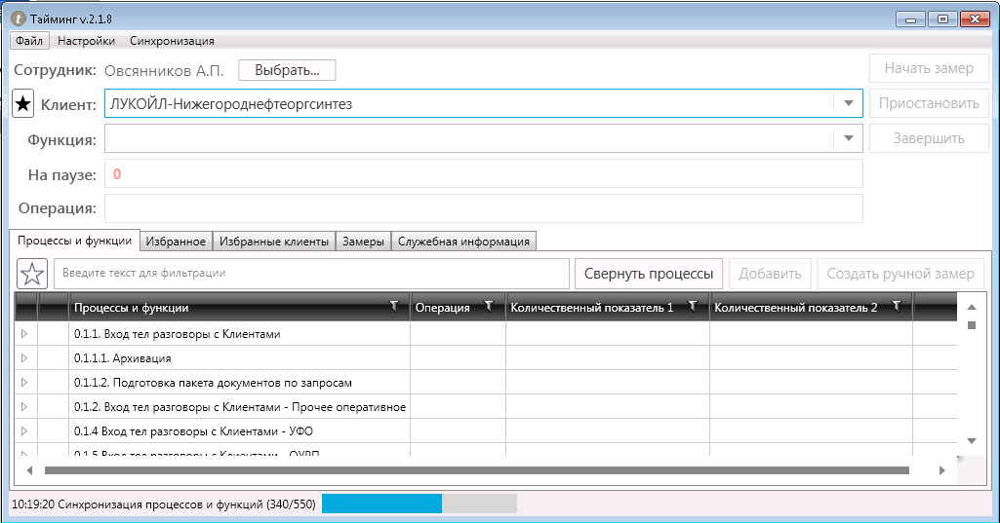 Тайминг v.2.1.8
Файл Настройки Синхронизация
Сотрудник: Овсянников А.П. Выбрать... Начать замер
Клиент: ЛУКОЙЛ-Нижегороднефтеоргсинтез Приостановить
Функция: Завершить
На паузе: 0
Операция:
Процессы и функции Избранное Избранные клиенты Замеры Служебная информация
Введите текст для фильтрации Свернуть процессы Добавить Создать ручной замер
Процессы и функции Операция Количественный показатель 1 Количественный показатель 2
0.1.1. Вход тел разговоры с Клиентами
0.1.1.1. Архивация
0.1.1.2. Подготовка пакета документов по запросам
0.1.2. Вход тел разговоры с Клиентами - Прочее оперативное
0.1.4 Вход тел разговоры с Клиентами - УФО
0.1.5 Вход тел разговоры с Клиентами - ОУРП
10:19:20 Синхронизация процессов и функций (340/550)